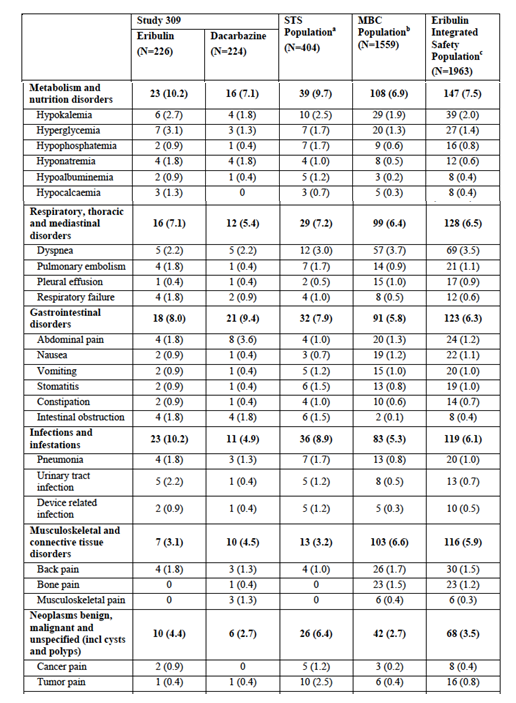 Study 309 STS Populationᵃ (N=404) MBC Populationᵇ (N=1559) Eribulin Integrated Safety Populationᶜ (N=1963)
Eribulin (N=226) Dacarbazine (N=224)
Metabolism and nutrition disorders 23 (10.2) 16 (7.1) 39 (9.7) 108 (6.9) 147 (7.5)
Hypokalemia 6 (2.7) 4 (1.8) 10 (2.5) 29 (1.9) 39 (2.0)
Hyperglycemia 7 (3.1) 3 (1.3) 7 (1.7) 20 (1.3) 27 (1.4)
Hypophosphatemia 2 (0.9) 1 (0.4) 7 (1.7) 9 (0.6) 16 (0.8)
Hyponatremia 4 (1.8) 4 (1.8) 4 (1.0) 8 (0.5) 12 (0.6)
Hypoalbuminemia 2 (0.9) 1 (0.4) 5 (1.2) 3 (0.2) 8 (0.4)
Hypocalcaemia 3 (1.3) 0 3 (0.7) 5 (0.3) 8 (0.4)
Respiratory, thoracic and mediastinal disorders 16 (7.1) 12 (5.4) 29 (7.2) 99 (6.4) 128 (6.5)
Dyspnea 5 (2.2) 5 (2.2) 12 (3.0) 57 (3.7) 69 (3.5)
Pulmonary embolism 4 (1.8) 1 (0.4) 7 (1.7) 14 (0.9) 21 (1.1)
Pleural effusion 1 (0.4) 1 (0.4) 2 (0.5) 15 (1.0) 17 (0.9)
Respiratory failure 4 (1.8) 2 (0.9) 4 (1.0) 8 (0.5) 12 (0.6)
Gastrointestinal disorders 18 (8.0) 21 (9.4) 32 (7.9) 91 (5.8) 123 (6.3)
Abdominal pain 4 (1.8) 8 (3.6) 4 (1.0) 20 (1.3) 24 (1.2)
Nausea 2 (0.9) 1 (0.4) 3 (0.7) 19 (1.2) 22 (1.1)
Vomiting 2 (0.9) 1 (0.4) 5 (1.2) 15 (1.0) 20 (1.0)
Stomatitis 2 (0.9) 1 (0.4) 6 (1.5) 13 (0.8) 19 (1.0)
Constipation 2 (0.9) 1 (0.4) 4 (1.0) 10 (0.6) 14 (0.7)
Intestinal obstruction 4 (1.8) 4 (1.8) 6 (1.5) 2 (0.1) 8 (0.4)
Infections and infestations 23 (10.2) 11 (4.9) 36 (8.9) 83 (5.3) 119 (6.1)
Pneumonia 4 (1.8) 3 (1.3) 7 (1.7) 13 (0.8) 20 (1.0)
Urinary tract infection 5 (2.2) 1 (0.4) 5 (1.2) 8 (0.5) 13 (0.7)
Device related infection 2 (0.9) 1 (0.4) 5 (1.2) 5 (0.3) 10 (0.5)
Musculoskeletal and connective tissue disorders 7 (3.1) 10 (4.5) 13 (3.2) 103 (6.6) 116 (5.9)
Back pain 4 (1.8) 3 (1.3) 4 (1.0) 26 (1.7) 30 (1.5)
Bone pain 0 1 (0.4) 0 23 (1.5) 23 (1.2)
Musculoskeletal pain 0 3 (1.3) 0 6 (0.4) 6 (0.3)
Neoplasms benign, malignant and unspecified (incl cysts and polyps) 10 (4.4) 6 (2.7) 26 (6.4) 42 (2.7) 68 (3.5)
Cancer pain 2 (0.9) 0 5 (1.2) 3 (0.2) 8 (0.4)
Tumor pain 1 (0.4) 1 (0.4) 10 (2.5) 6 (0.4) 16 (0.8)